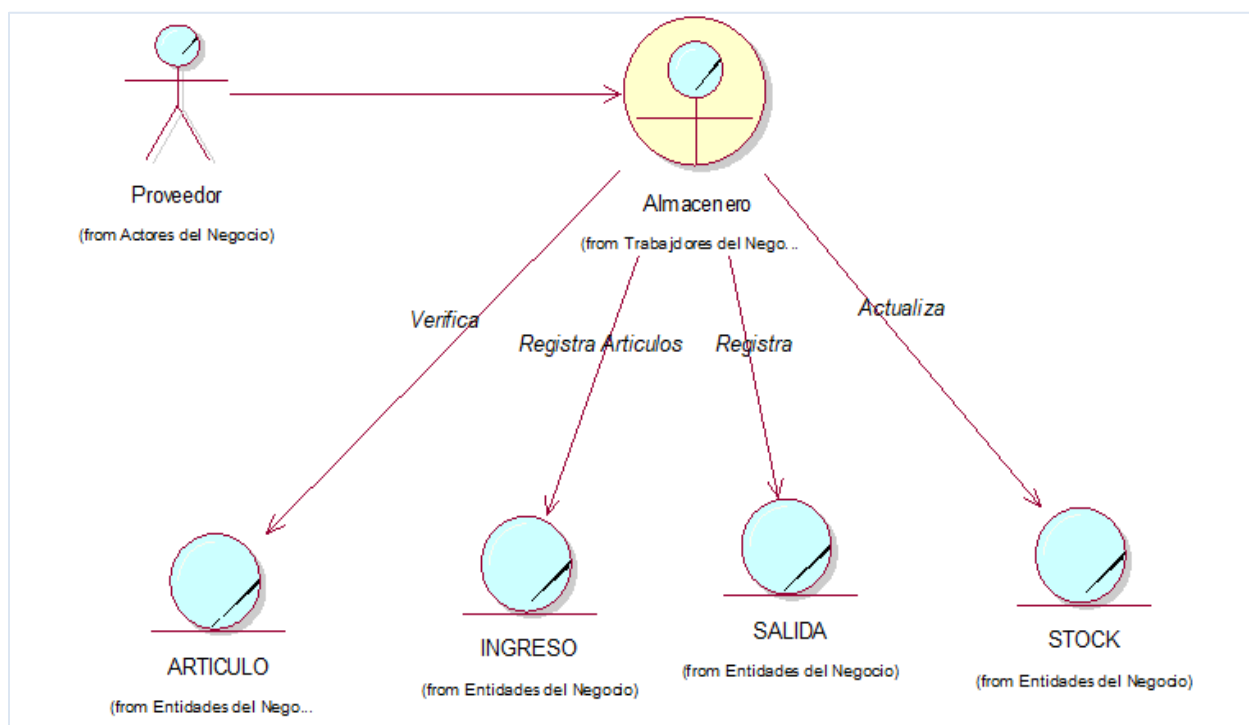 Proveedor
(from Actores del Negocio)
Almacenero
(from Trabajdores del Nego...
Verifica
Registra Articulos
Registra
Actualiza
ARTICULO
(from Entidades del Nego...
INGRESO
(from Entidades del Negocio)
SALIDA
(from Entidades del Negocio)
STOCK
(from Entidades del Negocio)